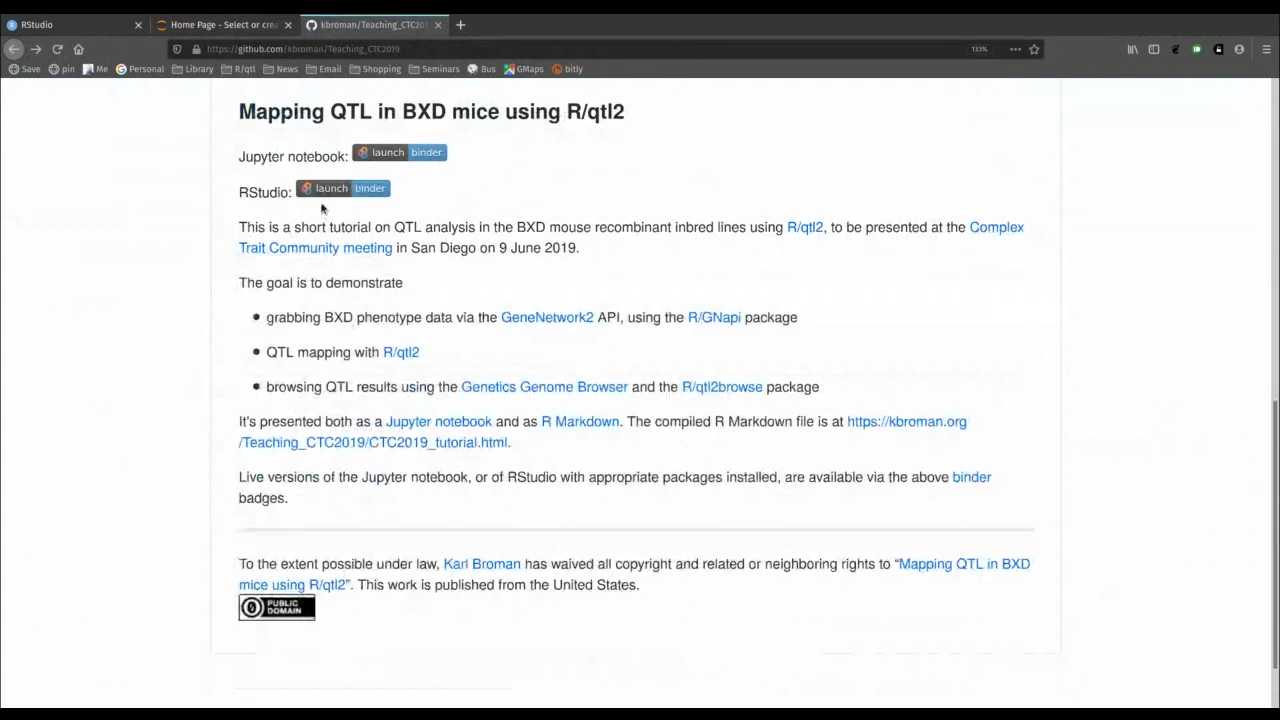 RStudio
Home Page - Select or crea
kbroman/Teaching_CTC201
https://github.com/kbroman/Teaching_CTC2019
133%
Save pin Me Personal Library R/qtl News Email Shopping Seminars Bus GMaps bitly
Mapping QTL in BXD mice using R/qtl2
Jupyter notebook: launch binder
RStudio: launch binder
This is a short tutorial on QTL analysis in the BXD mouse recombinant inbred lines using R/qtl2, to be presented at the Complex
Trait Community meeting in San Diego on 9 June 2019.
The goal is to demonstrate
grabbing BXD phenotype data via the GeneNetwork2 API, using the R/GNapi package
QTL mapping with R/qtl2
browsing QTL results using the Genetics Genome Browser and the R/qtl2browse package
It's presented both as a Jupyter notebook and as R Markdown. The compiled R Markdown file is at https://kbroman.org
/Teaching_CTC2019/CTC2019_tutorial.html.
Live versions of the Jupyter notebook, or of RStudio with appropriate packages installed, are available via the above binder
badges.
To the extent possible under law, Karl Broman has waived all copyright and related or neighboring rights to “Mapping QTL in BXD
mice using R/qtl2”. This work is published from the United States.
PUBLIC
DOMAIN